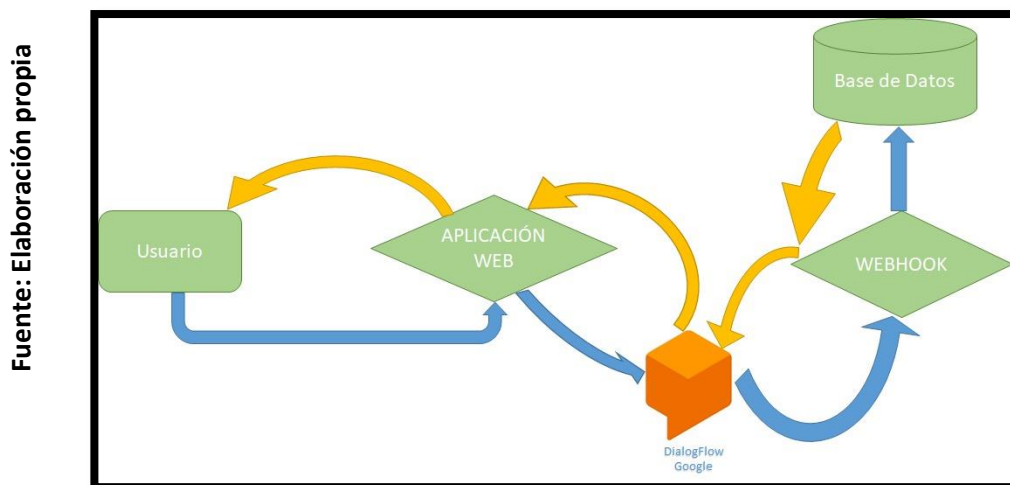 Fuente: Elaboración propia
Base de Datos
Usuario
APLICACIÓN
WEB
WEBHOOK
DialogFlow
Google